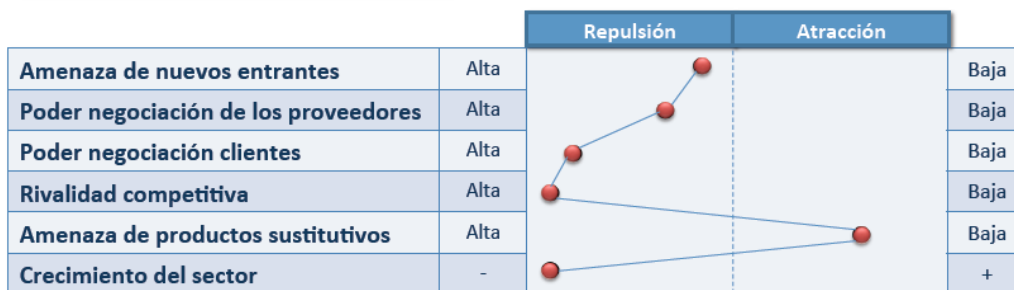 Repulsión Atracción
Amenaza de nuevos entrantes Alta Baja
Poder negociación de los proveedores Alta Baja
Poder negociación clientes Alta Baja
Rivalidad competitiva Alta Baja
Amenaza de productos sustitutivos Alta Baja
Crecimiento del sector - +